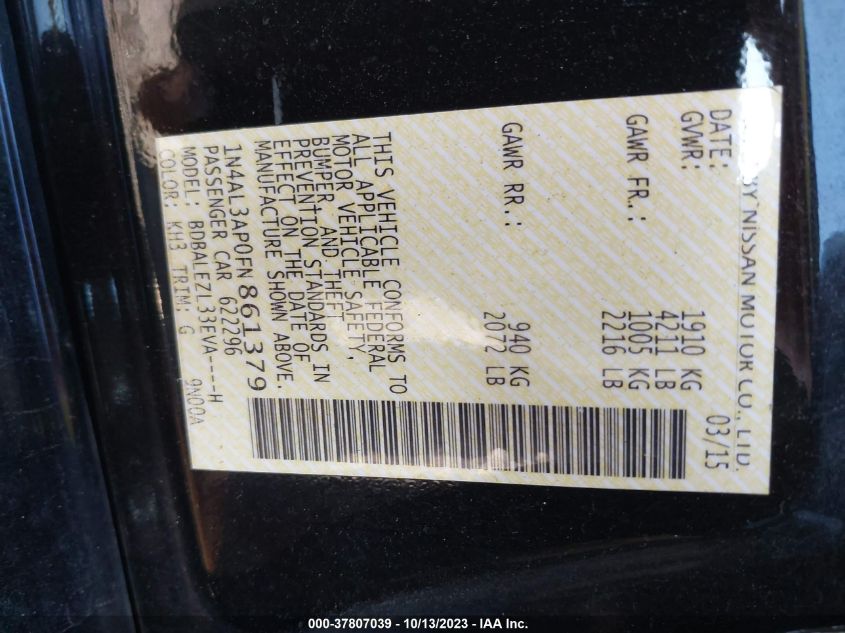 BY NISSAN MOTOR CO., LTD.
DATE: 03/15
GVWR: 1910 KG
4211 LB
GAWR FR.: 1005 KG
2216 LB
GAWR RR.: 940 KG
2072 LB
THIS VEHICLE CONFORMS TO
ALL APPLICABLE FEDERAL
MOTOR VEHICLE SAFETY,
BUMPER, AND THEFT
PREVENTION STANDARDS IN
EFFECT ON THE DATE OF
MANUFACTURE SHOWN ABOVE.
1N4AL3AP0FN861379
PASSENGER CAR 622296
MODEL: BDBALEZL33EVA----H
COLOR: KH3 TRIM: G 9N00A
000-37807039 - 10/13/2023 - IAA Inc.